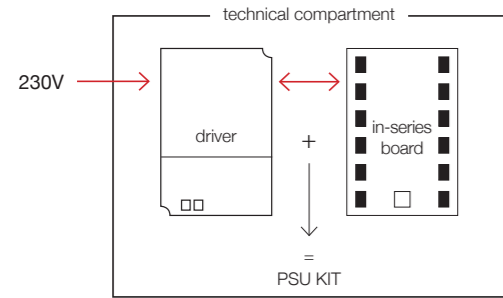 technical compartment
230V
driver
+
in-series
board
=
PSU KIT